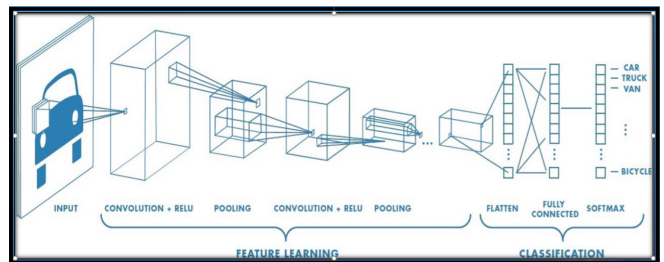 CAR
TRUCK
VAN
BICYCLE
INPUT
CONVOLUTION + RELU
POOLING
CONVOLUTION + RELU
POOLING
FLATTEN
FULLY
CONNECTED
SOFTMAX
FEATURE LEARNING
CLASSIFICATION